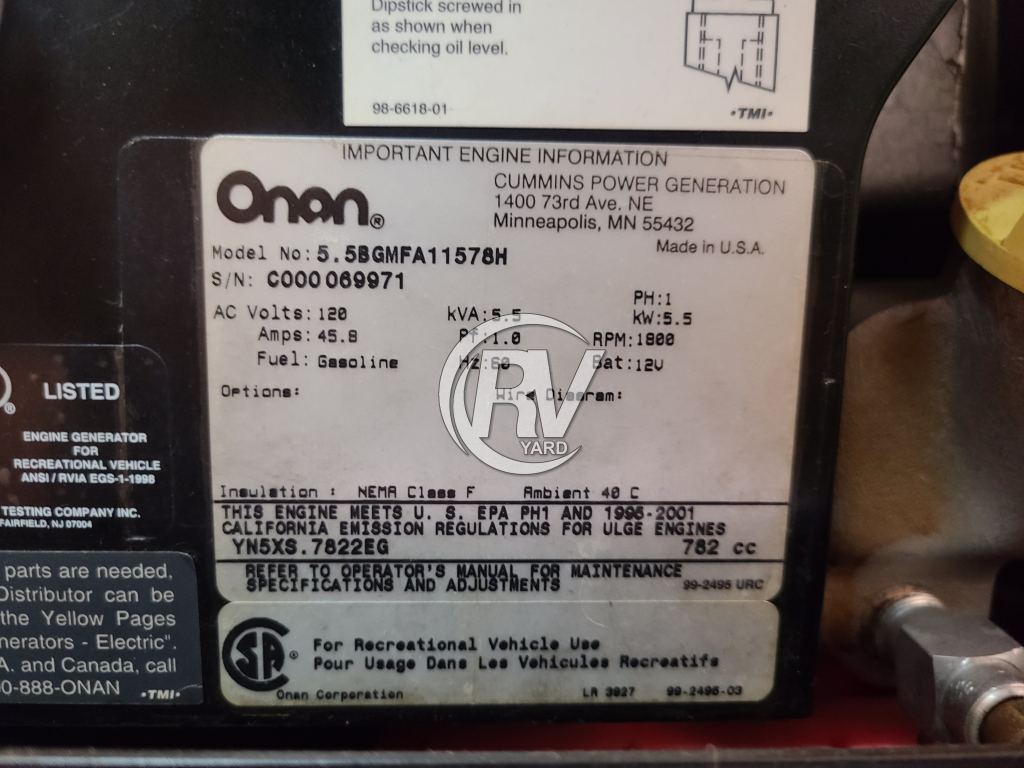 Dipstick screwed in
as shown when
checking oil level.
98-6618-01
•TMI•
IMPORTANT ENGINE INFORMATION
Onan®
CUMMINS POWER GENERATION
1400 73rd Ave. NE
Minneapolis, MN 55432
Made in U.S.A.
Model No: 5.5BGMFA11578H
S/N: C000069971
PH:1
AC Volts: 120 kVA:5.5 kW:5.5
Amps: 45.8 Pf:1.0 RPM:1800
Fuel: Gasoline Hz:60 Bat:12V
Options: Wire Diagram:
RV
YARD
Insulation : NEMA Class F Ambient 40 C
THIS ENGINE MEETS U. S. EPA PH1 AND 1995-2001
CALIFORNIA EMISSION REGULATIONS FOR ULGE ENGINES
YN5XS.7822EG 782 cc
REFER TO OPERATOR'S MANUAL FOR MAINTENANCE
SPECIFICATIONS AND ADJUSTMENTS 99-2495 URC
SA®
For Recreational Vehicle Use
Pour Usage Dans Les Vehicules Recreatifs
Onan Corporation LR 3927 99-2496-03
® LISTED
ENGINE GENERATOR
FOR
RECREATIONAL VEHICLE
ANSI / RVIA EGS-1-1998
TESTING COMPANY INC.
FAIRFIELD, NJ 07004
parts are needed,
Distributor can be
the Yellow Pages
nerators - Electric".
A. and Canada, call
0-888-ONAN •TMI•